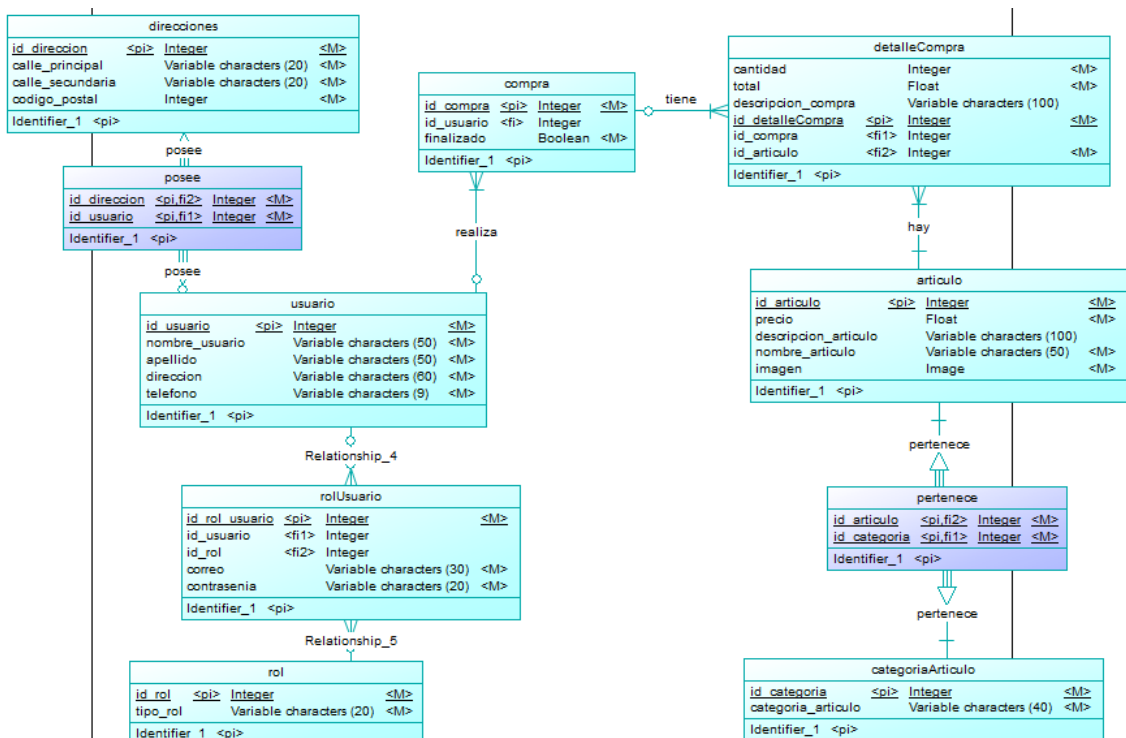 direcciones
id_direccion <pi> Integer <M>
calle_principal Variable characters (20) <M>
calle_secundaria Variable characters (20) <M>
codigo_postal Integer <M>
Identifier_1 <pi>
posee
posee
id_direccion <pi,fi2> Integer <M>
id_usuario <pi,fi1> Integer <M>
Identifier_1 <pi>
posee
usuario
id_usuario <pi> Integer <M>
nombre_usuario Variable characters (50) <M>
apellido Variable characters (50) <M>
direccion Variable characters (60) <M>
telefono Variable characters (9) <M>
Identifier_1 <pi>
Relationship_4
rolUsuario
id_rol_usuario <pi> Integer <M>
id_usuario <fi1> Integer
id_rol <fi2> Integer
correo Variable characters (30) <M>
contrasenia Variable characters (20) <M>
Identifier_1 <pi>
Relationship_5
rol
id_rol <pi> Integer <M>
tipo_rol Variable characters (20) <M>
Identifier_1 <pi>
compra
id_compra <pi> Integer <M>
id_usuario <fi> Integer
finalizado Boolean <M>
Identifier_1 <pi>
realiza
tiene
detalleCompra
cantidad Integer <M>
total Float <M>
descripcion_compra Variable characters (100)
id_detalleCompra <pi> Integer <M>
id_compra <fi1> Integer
id_articulo <fi2> Integer <M>
Identifier_1 <pi>
hay
articulo
id_articulo <pi> Integer <M>
precio Float <M>
descripcion_articulo Variable characters (100)
nombre_articulo Variable characters (50) <M>
imagen Image <M>
Identifier_1 <pi>
pertenece
pertenece
id_articulo <pi,fi2> Integer <M>
id_categoria <pi,fi1> Integer <M>
Identifier_1 <pi>
pertenece
categoriaArticulo
id_categoria <pi> Integer <M>
categoria_articulo Variable characters (40) <M>
Identifier_1 <pi>